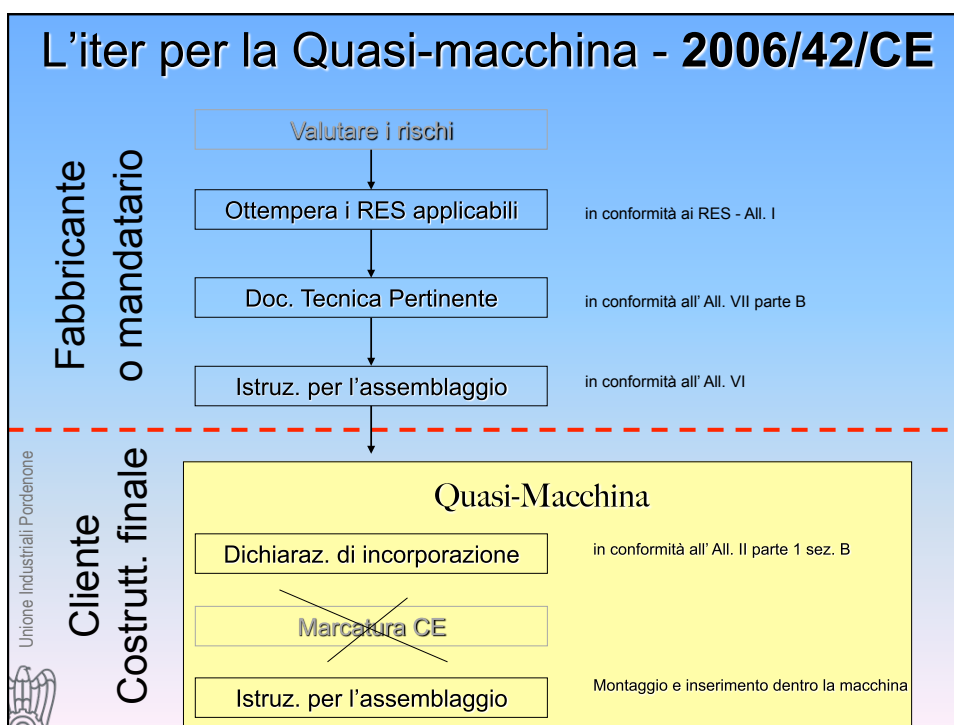 L’iter per la Quasi-macchina - 2006/42/CE
Fabbricante
o mandatario
Valutare i rischi
Ottempera i RES applicabili
in conformità ai RES - All. I
Doc. Tecnica Pertinente
in conformità all’ All. VII parte B
Istruz. per l’assemblaggio
in conformità all’ All. VI
Unione Industriali Pordenone
Cliente
Costrutt. finale
Quasi-Macchina
Dichiaraz. di incorporazione
in conformità all’ All. II parte 1 sez. B
Marcatura CE
Istruz. per l’assemblaggio
Montaggio e inserimento dentro la macchina